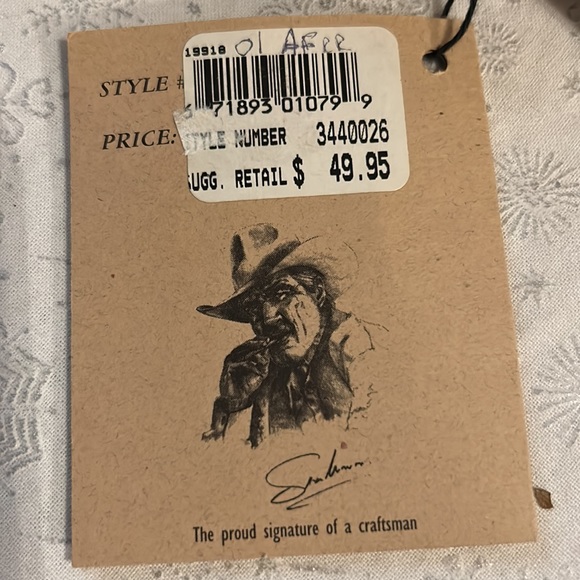 19918 01 AFRR
STYLE #
71893 01079 9
PRICE: STYLE NUMBER 3440026
SUGG. RETAIL $ 49.95
The proud signature of a craftsman